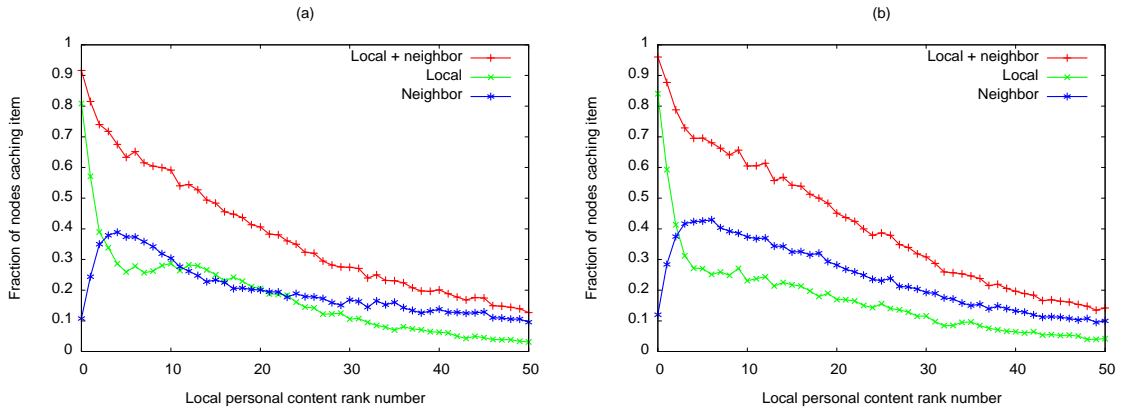 (a)
Fraction of nodes caching item
1
0.9
0.8
0.7
0.6
0.5
0.4
0.3
0.2
0.1
0
0 10 20 30 40 50
Local personal content rank number
Local + neighbor
Local
Neighbor
(b)
Fraction of nodes caching item
1
0.9
0.8
0.7
0.6
0.5
0.4
0.3
0.2
0.1
0
0 10 20 30 40 50
Local personal content rank number
Local + neighbor
Local
Neighbor